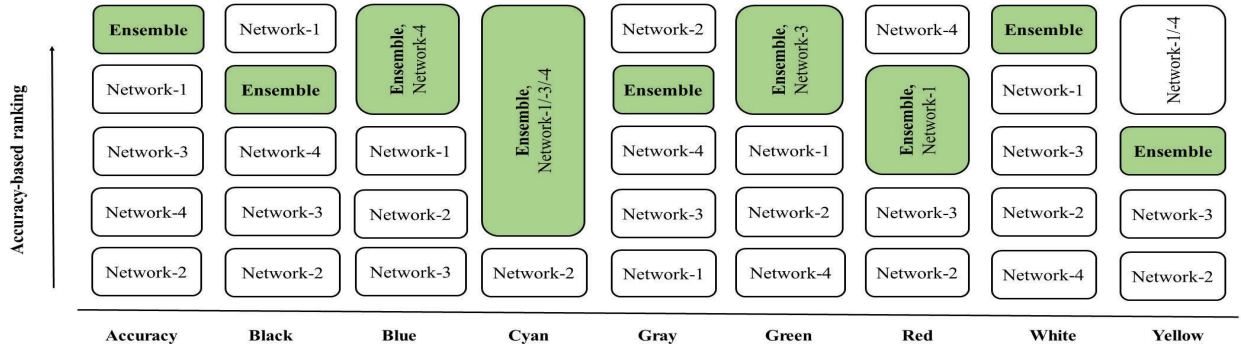 Accuracy-based ranking
Ensemble
Network-1
Network-3
Network-4
Network-2
Accuracy
Network-1
Ensemble
Network-4
Network-3
Network-2
Black
Ensemble,
Network-4
Network-1
Network-2
Network-3
Blue
Ensemble,
Network-1/-3/-4
Network-2
Cyan
Network-2
Ensemble
Network-4
Network-3
Network-1
Gray
Ensemble,
Network-3
Network-1
Network-2
Network-4
Green
Network-4
Ensemble,
Network-1
Network-3
Network-2
Red
Ensemble
Network-1
Network-3
Network-2
Network-4
White
Network-1/-4
Ensemble
Network-3
Network-2
Yellow